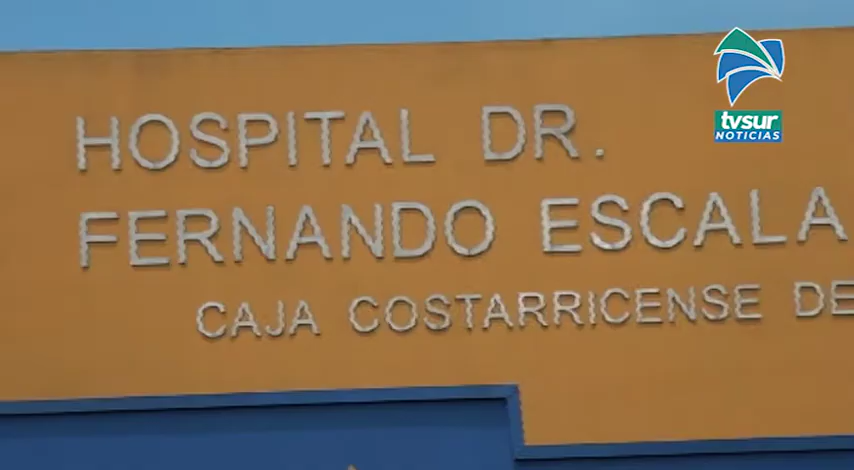 tvsur
NOTICIAS
HOSPITAL DR.
FERNANDO ESCALA
CAJA COSTARRICENSE DE